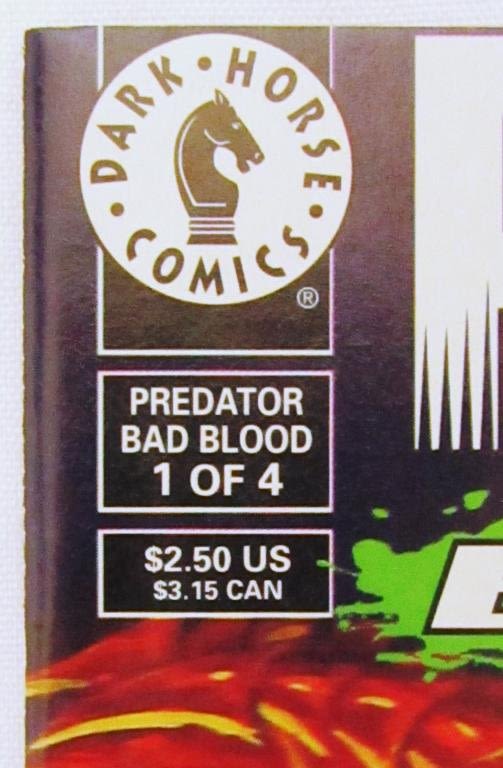 DARK • HORSE
• COMICS •
®
PREDATOR
BAD BLOOD
1 OF 4
$2.50 US
$3.15 CAN